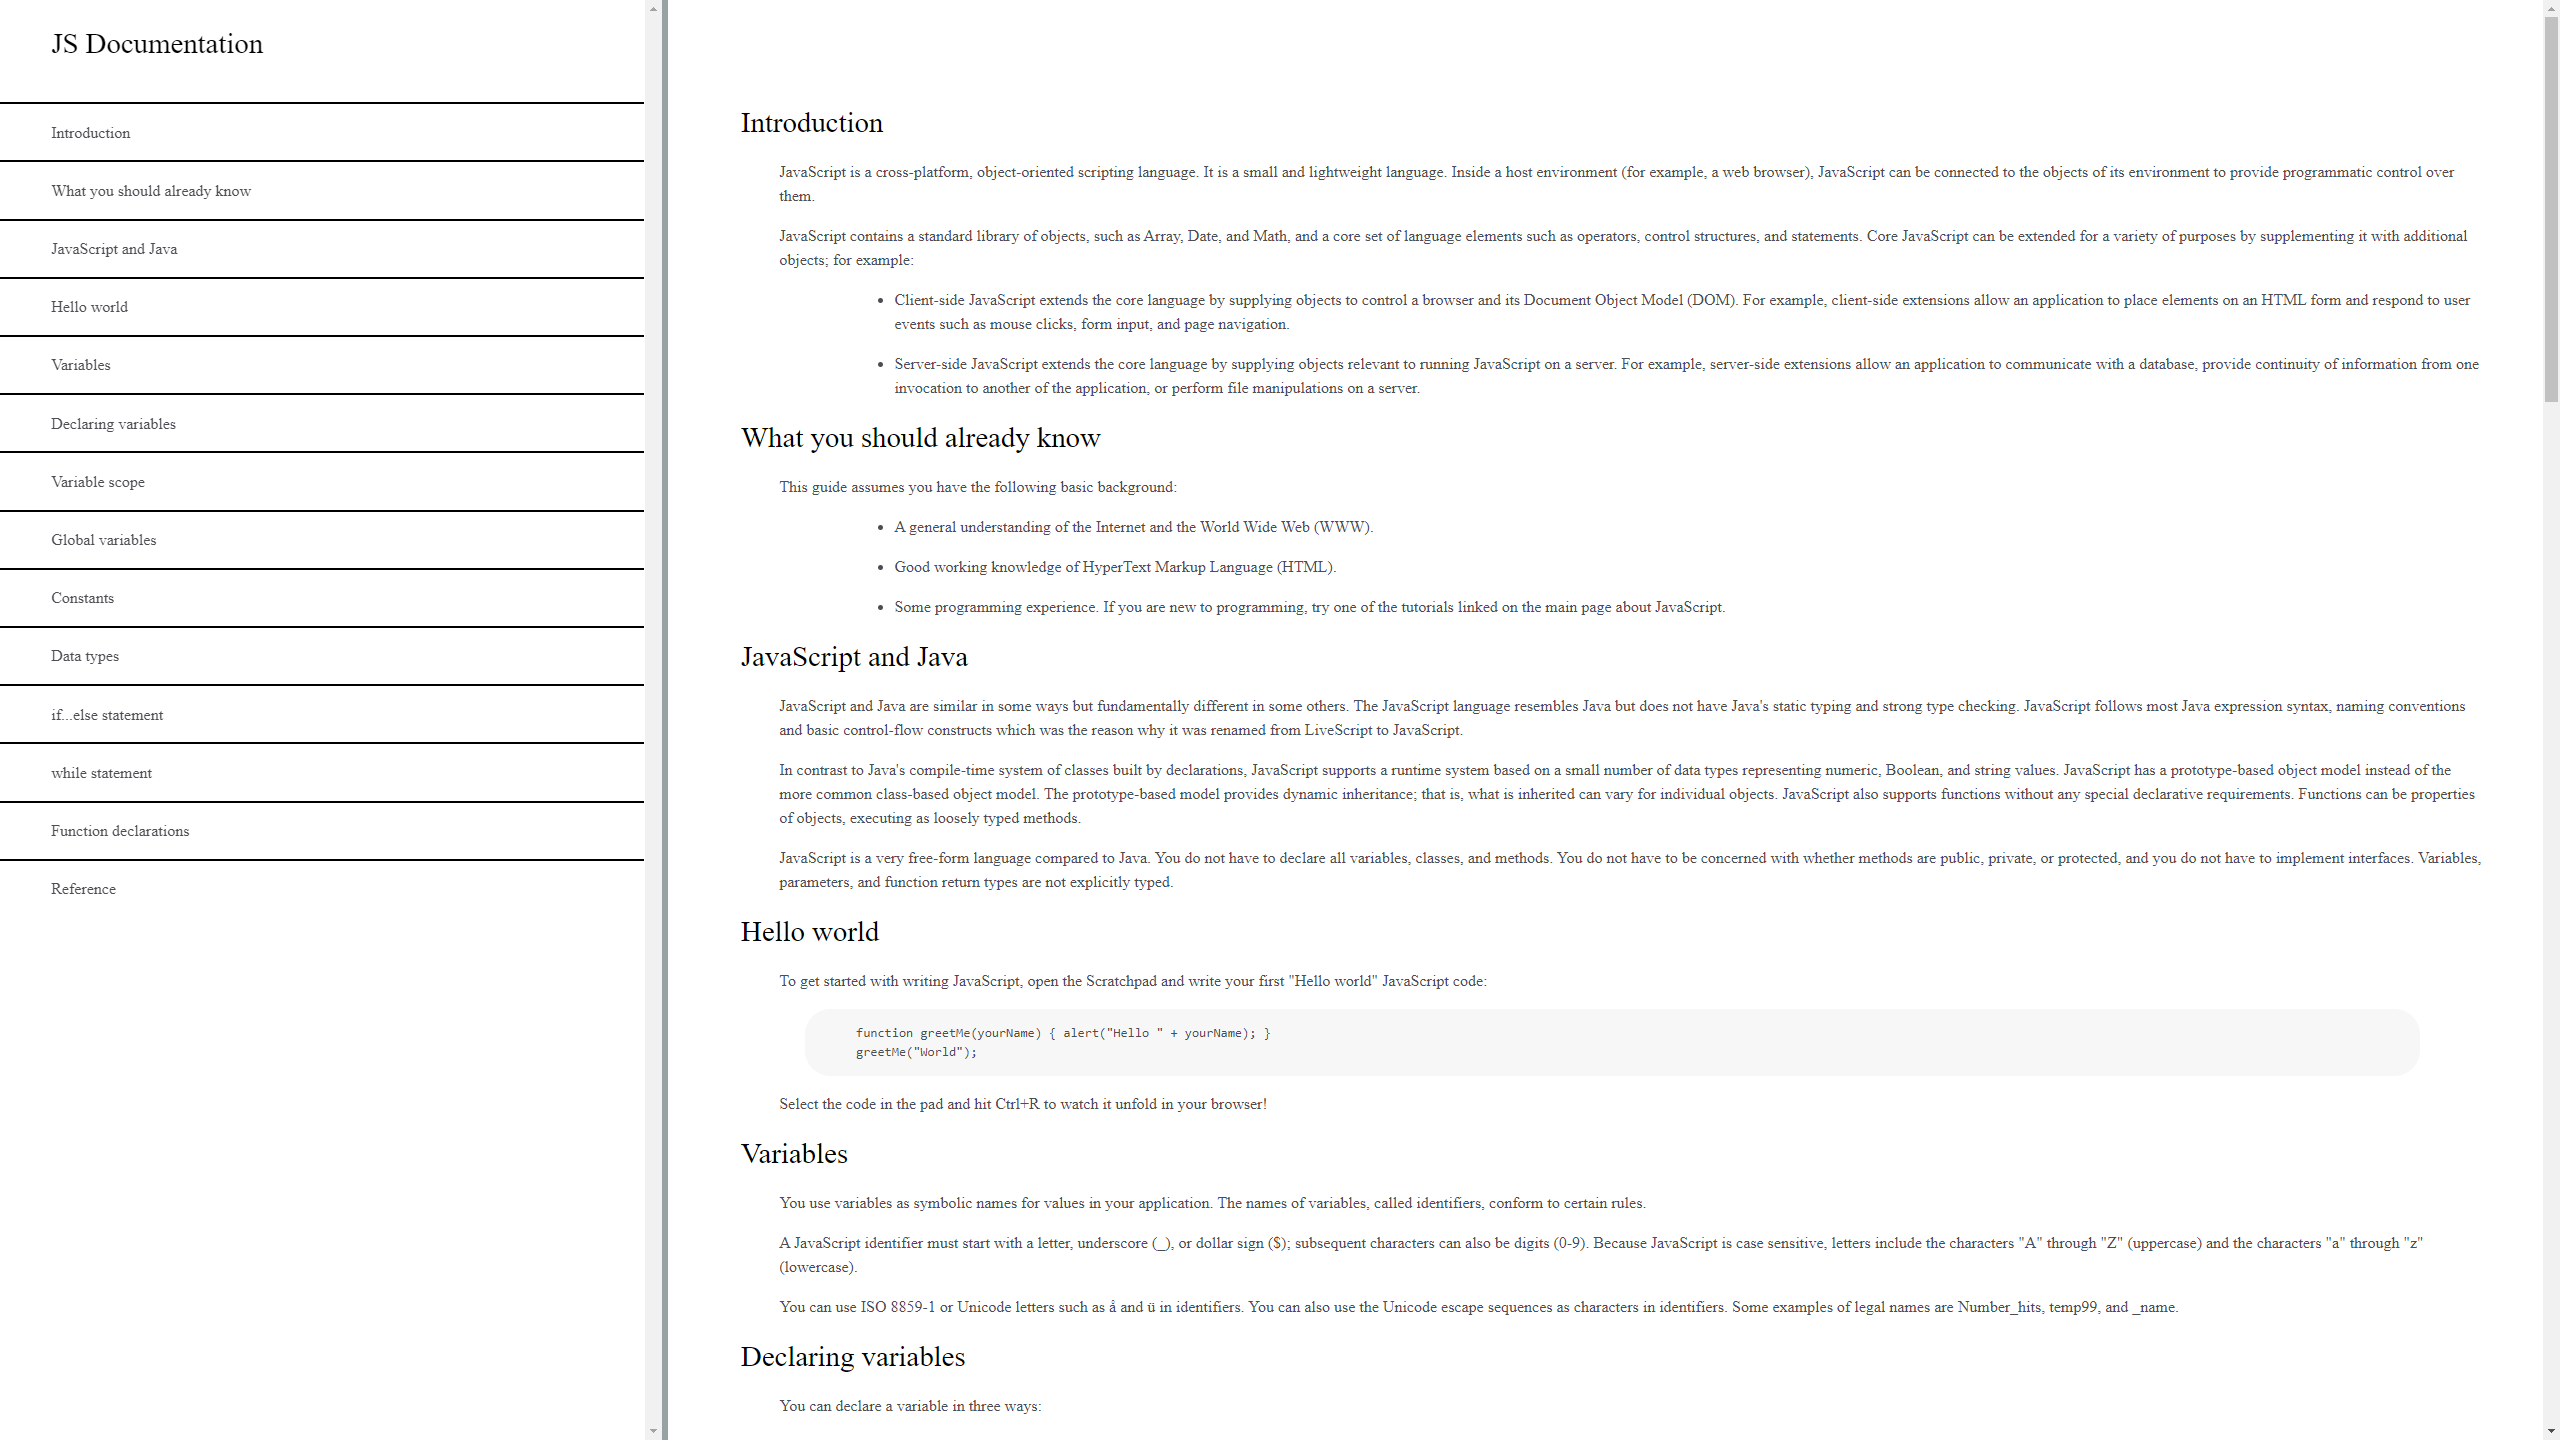 JS Documentation
Introduction
What you should already know
JavaScript and Java
Hello world
Variables
Declaring variables
Variable scope
Global variables
Constants
Data types
if...else statement
while statement
Function declarations
Reference
Introduction
JavaScript is a cross-platform, object-oriented scripting language. It is a small and lightweight language. Inside a host environment (for example, a web browser), JavaScript can be connected to the objects of its environment to provide programmatic control over
them.
JavaScript contains a standard library of objects, such as Array, Date, and Math, and a core set of language elements such as operators, control structures, and statements. Core JavaScript can be extended for a variety of purposes by supplementing it with additional
objects; for example:
• Client-side JavaScript extends the core language by supplying objects to control a browser and its Document Object Model (DOM). For example, client-side extensions allow an application to place elements on an HTML form and respond to user
events such as mouse clicks, form input, and page navigation.
• Server-side JavaScript extends the core language by supplying objects relevant to running JavaScript on a server. For example, server-side extensions allow an application to communicate with a database, provide continuity of information from one
invocation to another of the application, or perform file manipulations on a server.
What you should already know
This guide assumes you have the following basic background:
• A general understanding of the Internet and the World Wide Web (WWW).
• Good working knowledge of HyperText Markup Language (HTML).
• Some programming experience. If you are new to programming, try one of the tutorials linked on the main page about JavaScript.
JavaScript and Java
JavaScript and Java are similar in some ways but fundamentally different in some others. The JavaScript language resembles Java but does not have Java's static typing and strong type checking. JavaScript follows most Java expression syntax, naming conventions
and basic control-flow constructs which was the reason why it was renamed from LiveScript to JavaScript.
In contrast to Java's compile-time system of classes built by declarations, JavaScript supports a runtime system based on a small number of data types representing numeric, Boolean, and string values. JavaScript has a prototype-based object model instead of the
more common class-based object model. The prototype-based model provides dynamic inheritance; that is, what is inherited can vary for individual objects. JavaScript also supports functions without any special declarative requirements. Functions can be properties
of objects, executing as loosely typed methods.
JavaScript is a very free-form language compared to Java. You do not have to declare all variables, classes, and methods. You do not have to be concerned with whether methods are public, private, or protected, and you do not have to implement interfaces. Variables,
parameters, and function return types are not explicitly typed.
Hello world
To get started with writing JavaScript, open the Scratchpad and write your first "Hello world" JavaScript code:
function greetMe(yourName) { alert("Hello " + yourName); }
greetMe("World");
Select the code in the pad and hit Ctrl+R to watch it unfold in your browser!
Variables
You use variables as symbolic names for values in your application. The names of variables, called identifiers, conform to certain rules.
A JavaScript identifier must start with a letter, underscore (_), or dollar sign ($); subsequent characters can also be digits (0-9). Because JavaScript is case sensitive, letters include the characters "A" through "Z" (uppercase) and the characters "a" through "z"
(lowercase).
You can use ISO 8859-1 or Unicode letters such as å and ü in identifiers. You can also use the Unicode escape sequences as characters in identifiers. Some examples of legal names are Number_hits, temp99, and _name.
Declaring variables
You can declare a variable in three ways: